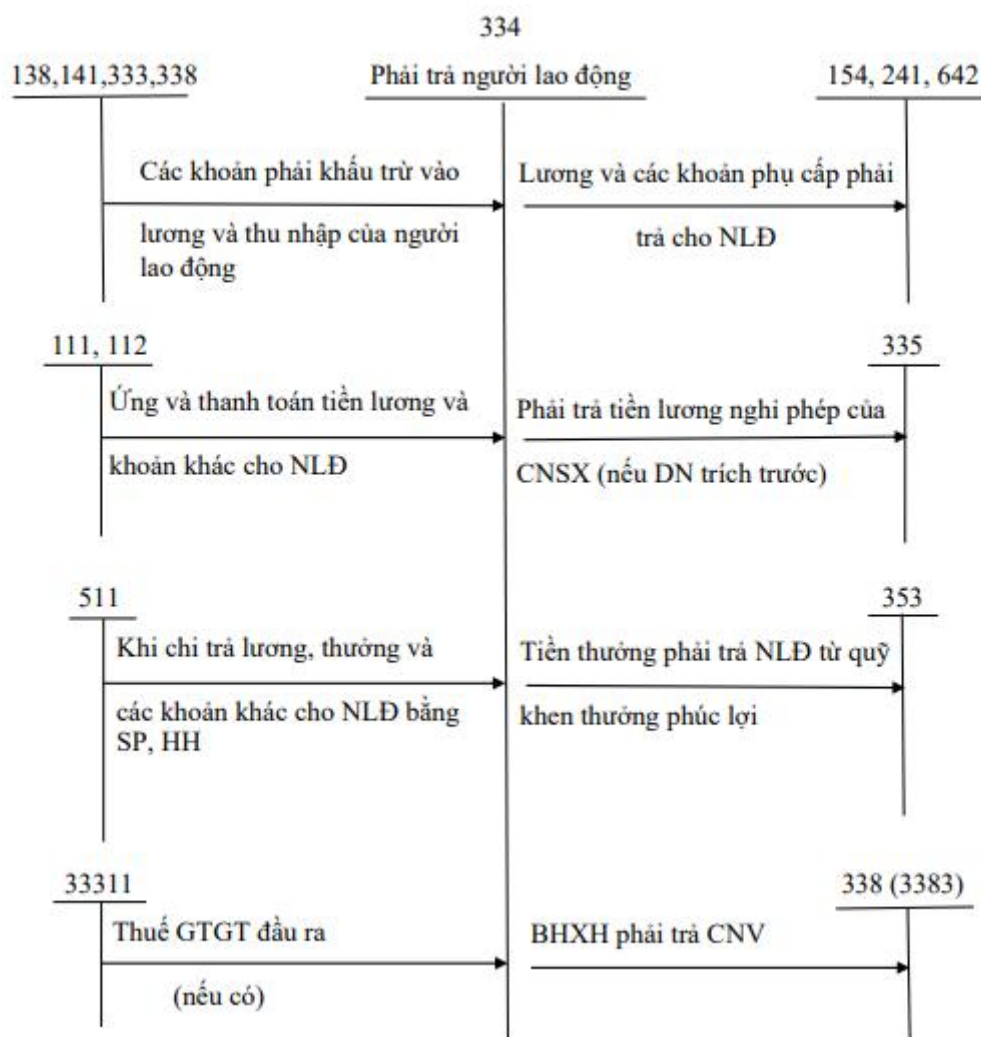 334
138,141,333,338
Phải trả người lao động
154, 241, 642
Các khoản phải khấu trừ vào
lương và thu nhập của người
lao động
Lương và các khoản phụ cấp phải
trả cho NLĐ
111, 112
335
Ứng và thanh toán tiền lương và
khoản khác cho NLĐ
Phải trả tiền lương nghỉ phép của
CNSX (nếu DN trích trước)
511
353
Khi chi trả lương, thưởng và
các khoản khác cho NLĐ bằng
SP, HH
Tiền thưởng phải trả NLĐ từ quỹ
khen thưởng phúc lợi
33311
338 (3383)
Thuế GTGT đầu ra
(nếu có)
BHXH phải trả CNV